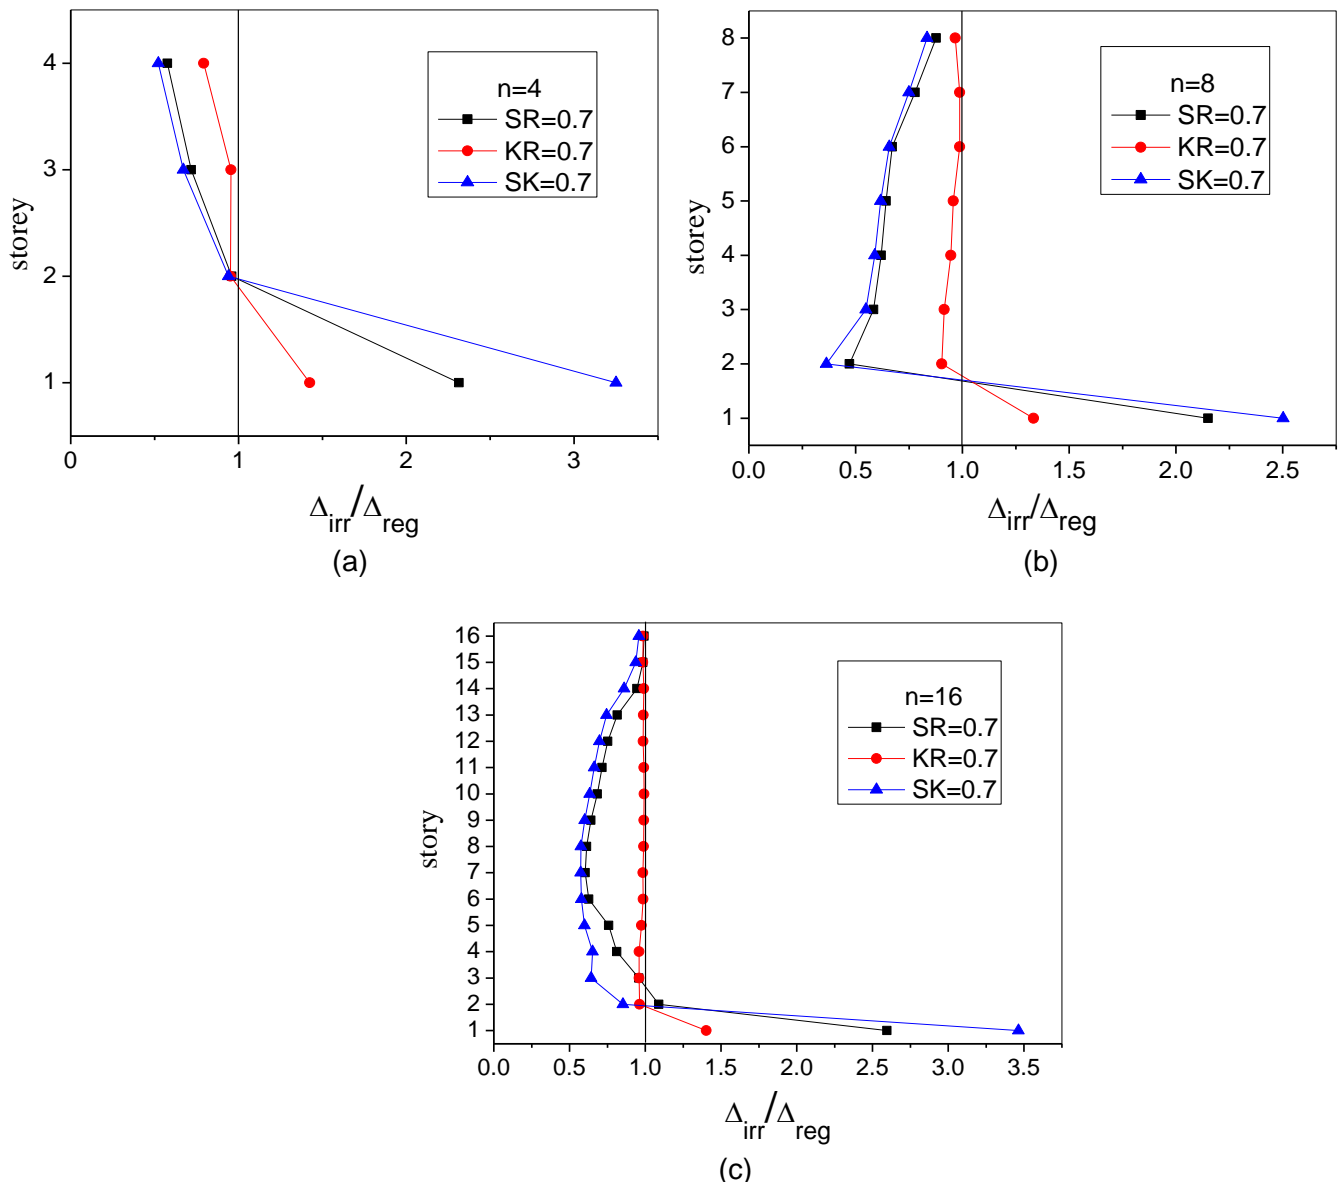 n=4
SR=0.7
KR=0.7
SK=0.7
4
3
2
1
storey
0 1 2 3
Δirr/Δreg
(a)
n=8
SR=0.7
KR=0.7
SK=0.7
8
7
6
5
4
3
2
1
storey
0.0 0.5 1.0 1.5 2.0 2.5
Δirr/Δreg
(b)
n=16
SR=0.7
KR=0.7
SK=0.7
16
15
14
13
12
11
10
9
8
7
6
5
4
3
2
1
story
0.0 0.5 1.0 1.5 2.0 2.5 3.0 3.5
Δirr/Δreg
(c)